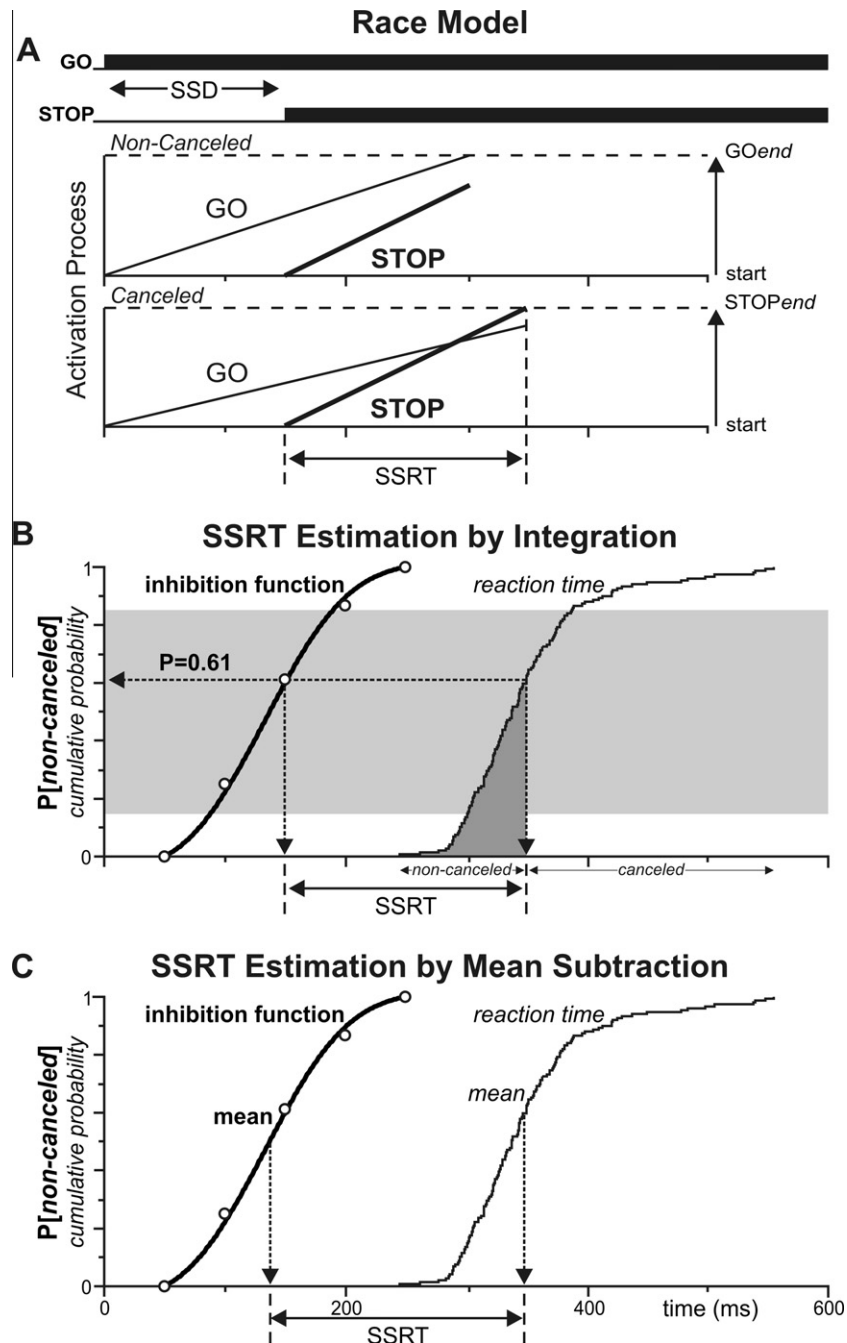 Race Model
A
GO
SSD
STOP
Non-Canceled
GOend
GO
STOP
start
Activation Process
Canceled
STOPend
GO
STOP
start
SSRT
B
SSRT Estimation by Integration
1
inhibition function
reaction time
P=0.61
P[non-canceled]
cumulative probability
0
non-canceled
canceled
SSRT
C
SSRT Estimation by Mean Subtraction
1
inhibition function
reaction time
mean
mean
P[non-canceled]
cumulative probability
0
0 200 400 time (ms) 600
SSRT